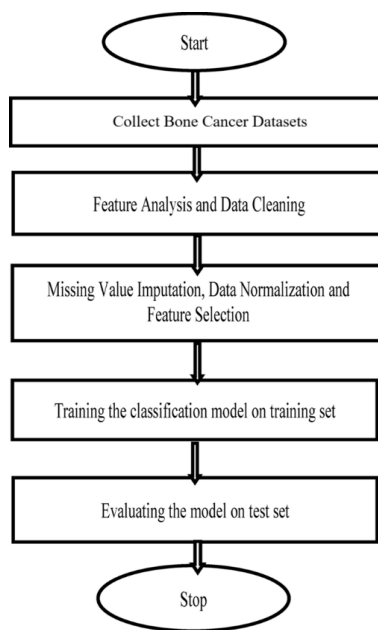 Start
Collect Bone Cancer Datasets
Feature Analysis and Data Cleaning
Missing Value Imputation, Data Normalization and
Feature Selection
Training the classification model on training set
Evaluating the model on test set
Stop